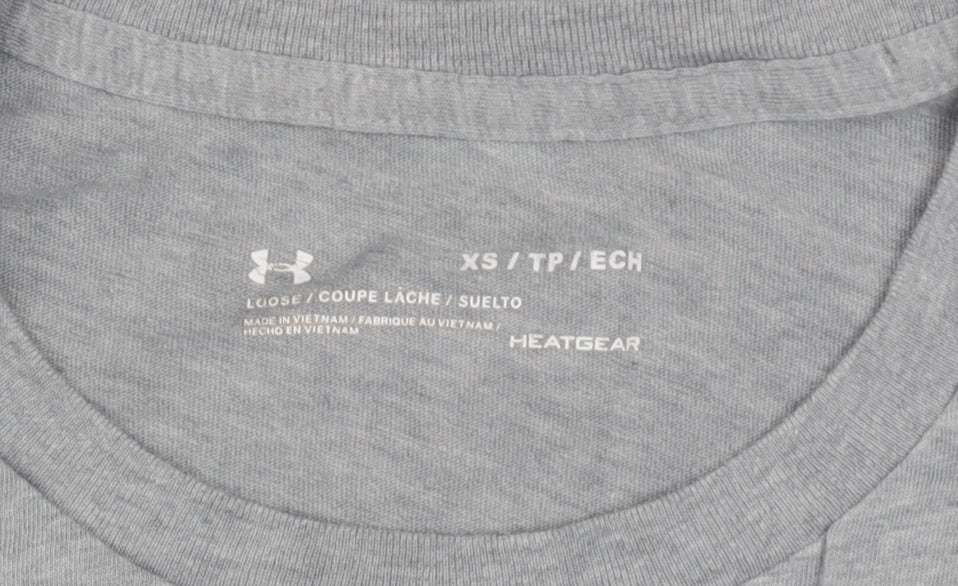 XS / TP / ECH
LOOSE / COUPE LÂCHE / SUELTO
MADE IN VIETNAM / FABRIQUE AU VIETNAM /
HECHO EN VIETNAM
HEATGEAR